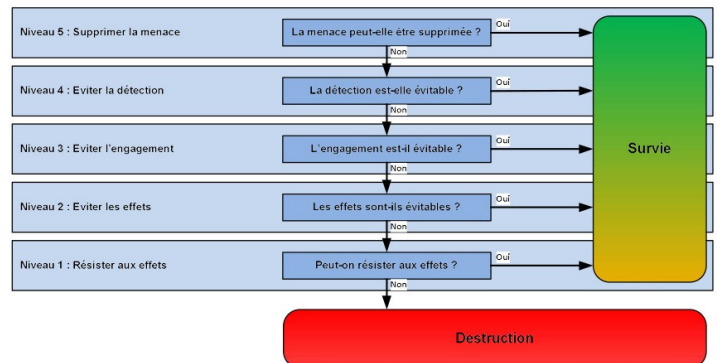 Niveau 5 : Supprimer la menace
La menace peut-elle être supprimée ?
Oui
Non
Niveau 4 : Eviter la détection
La détection est-elle évitable ?
Oui
Non
Niveau 3 : Eviter l'engagement
L'engagement est-il évitable ?
Oui
Survie
Non
Niveau 2 : Eviter les effets
Les effets sont-ils évitables ?
Oui
Non
Niveau 1 : Résister aux effets
Peut-on résister aux effets ?
Oui
Non
Destruction